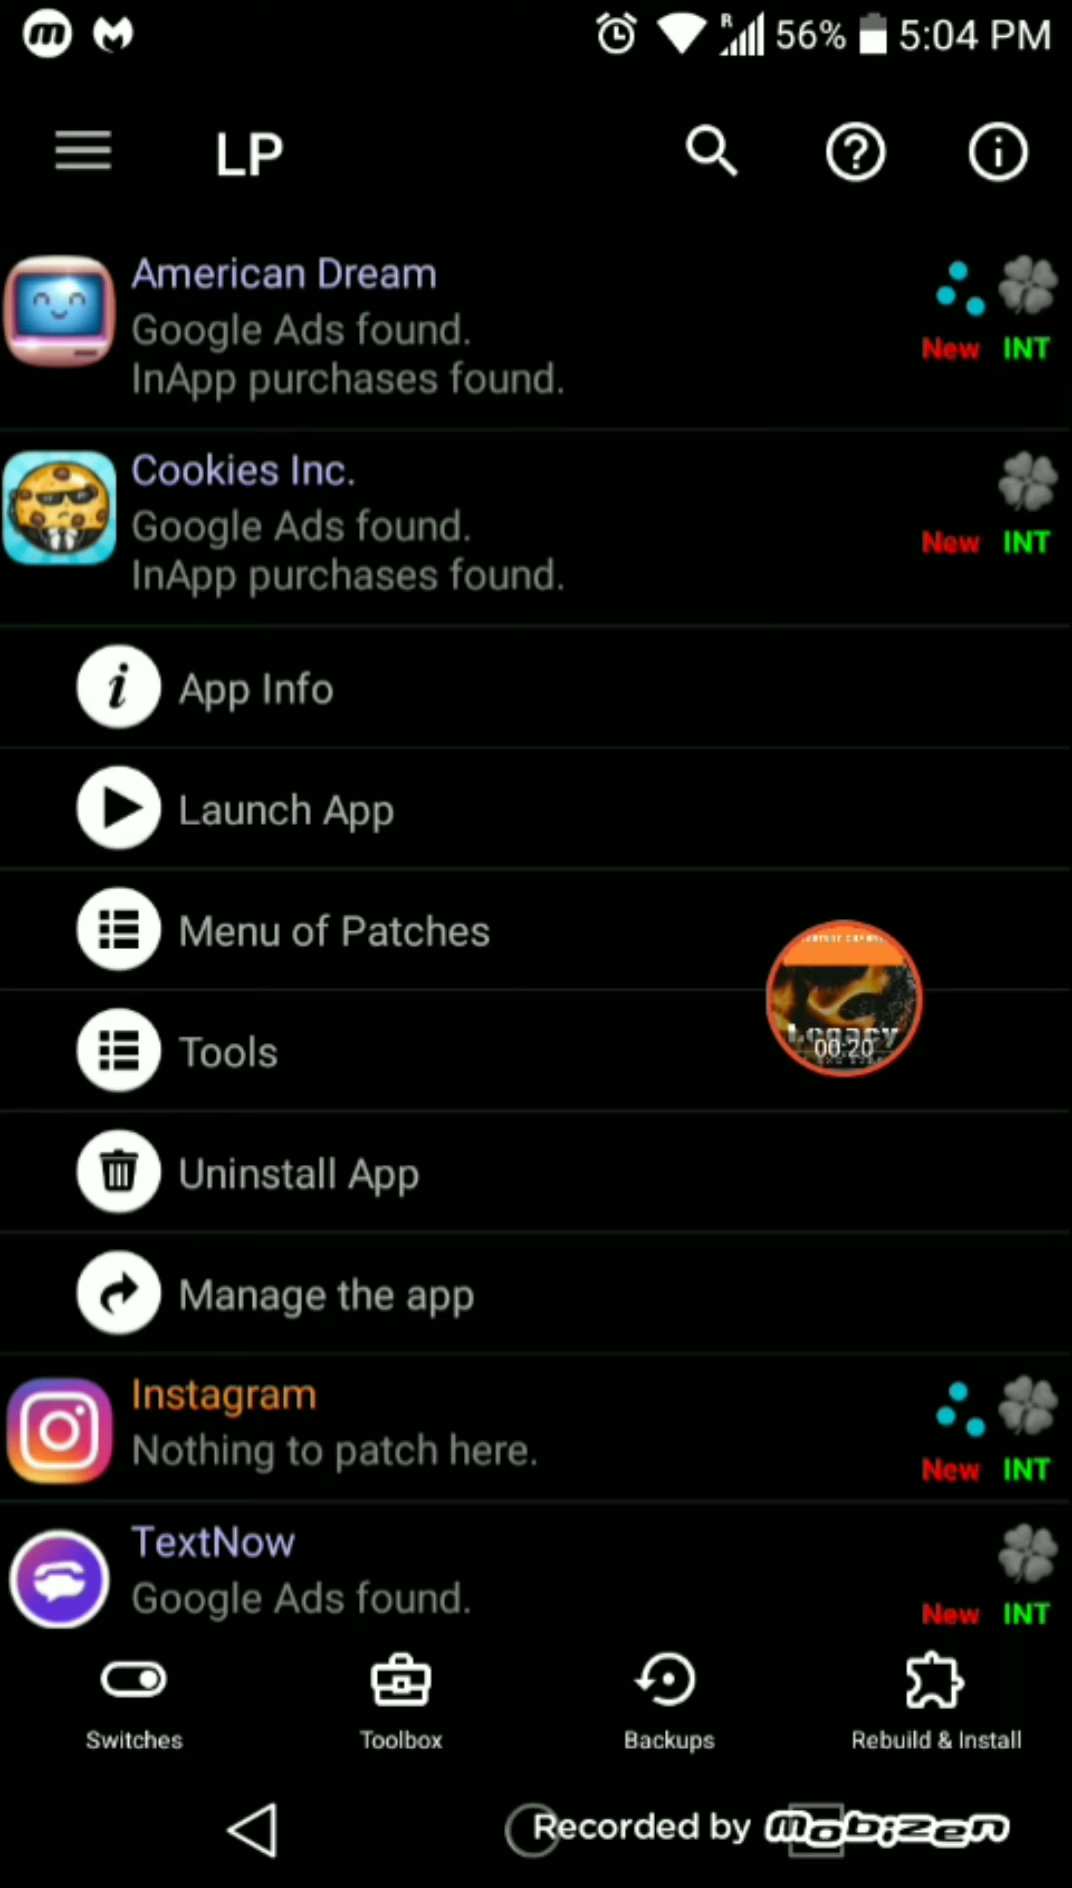 56% 5:04 PM
LP
American Dream
Google Ads found.
InApp purchases found.
New INT
Cookies Inc.
Google Ads found.
InApp purchases found.
New INT
App Info
Launch App
Menu of Patches
Legacy
00:20
Tools
Uninstall App
Manage the app
Instagram
Nothing to patch here.
New INT
TextNow
Google Ads found.
New INT
Switches Toolbox Backups Rebuild & Install
Recorded by Mobizen